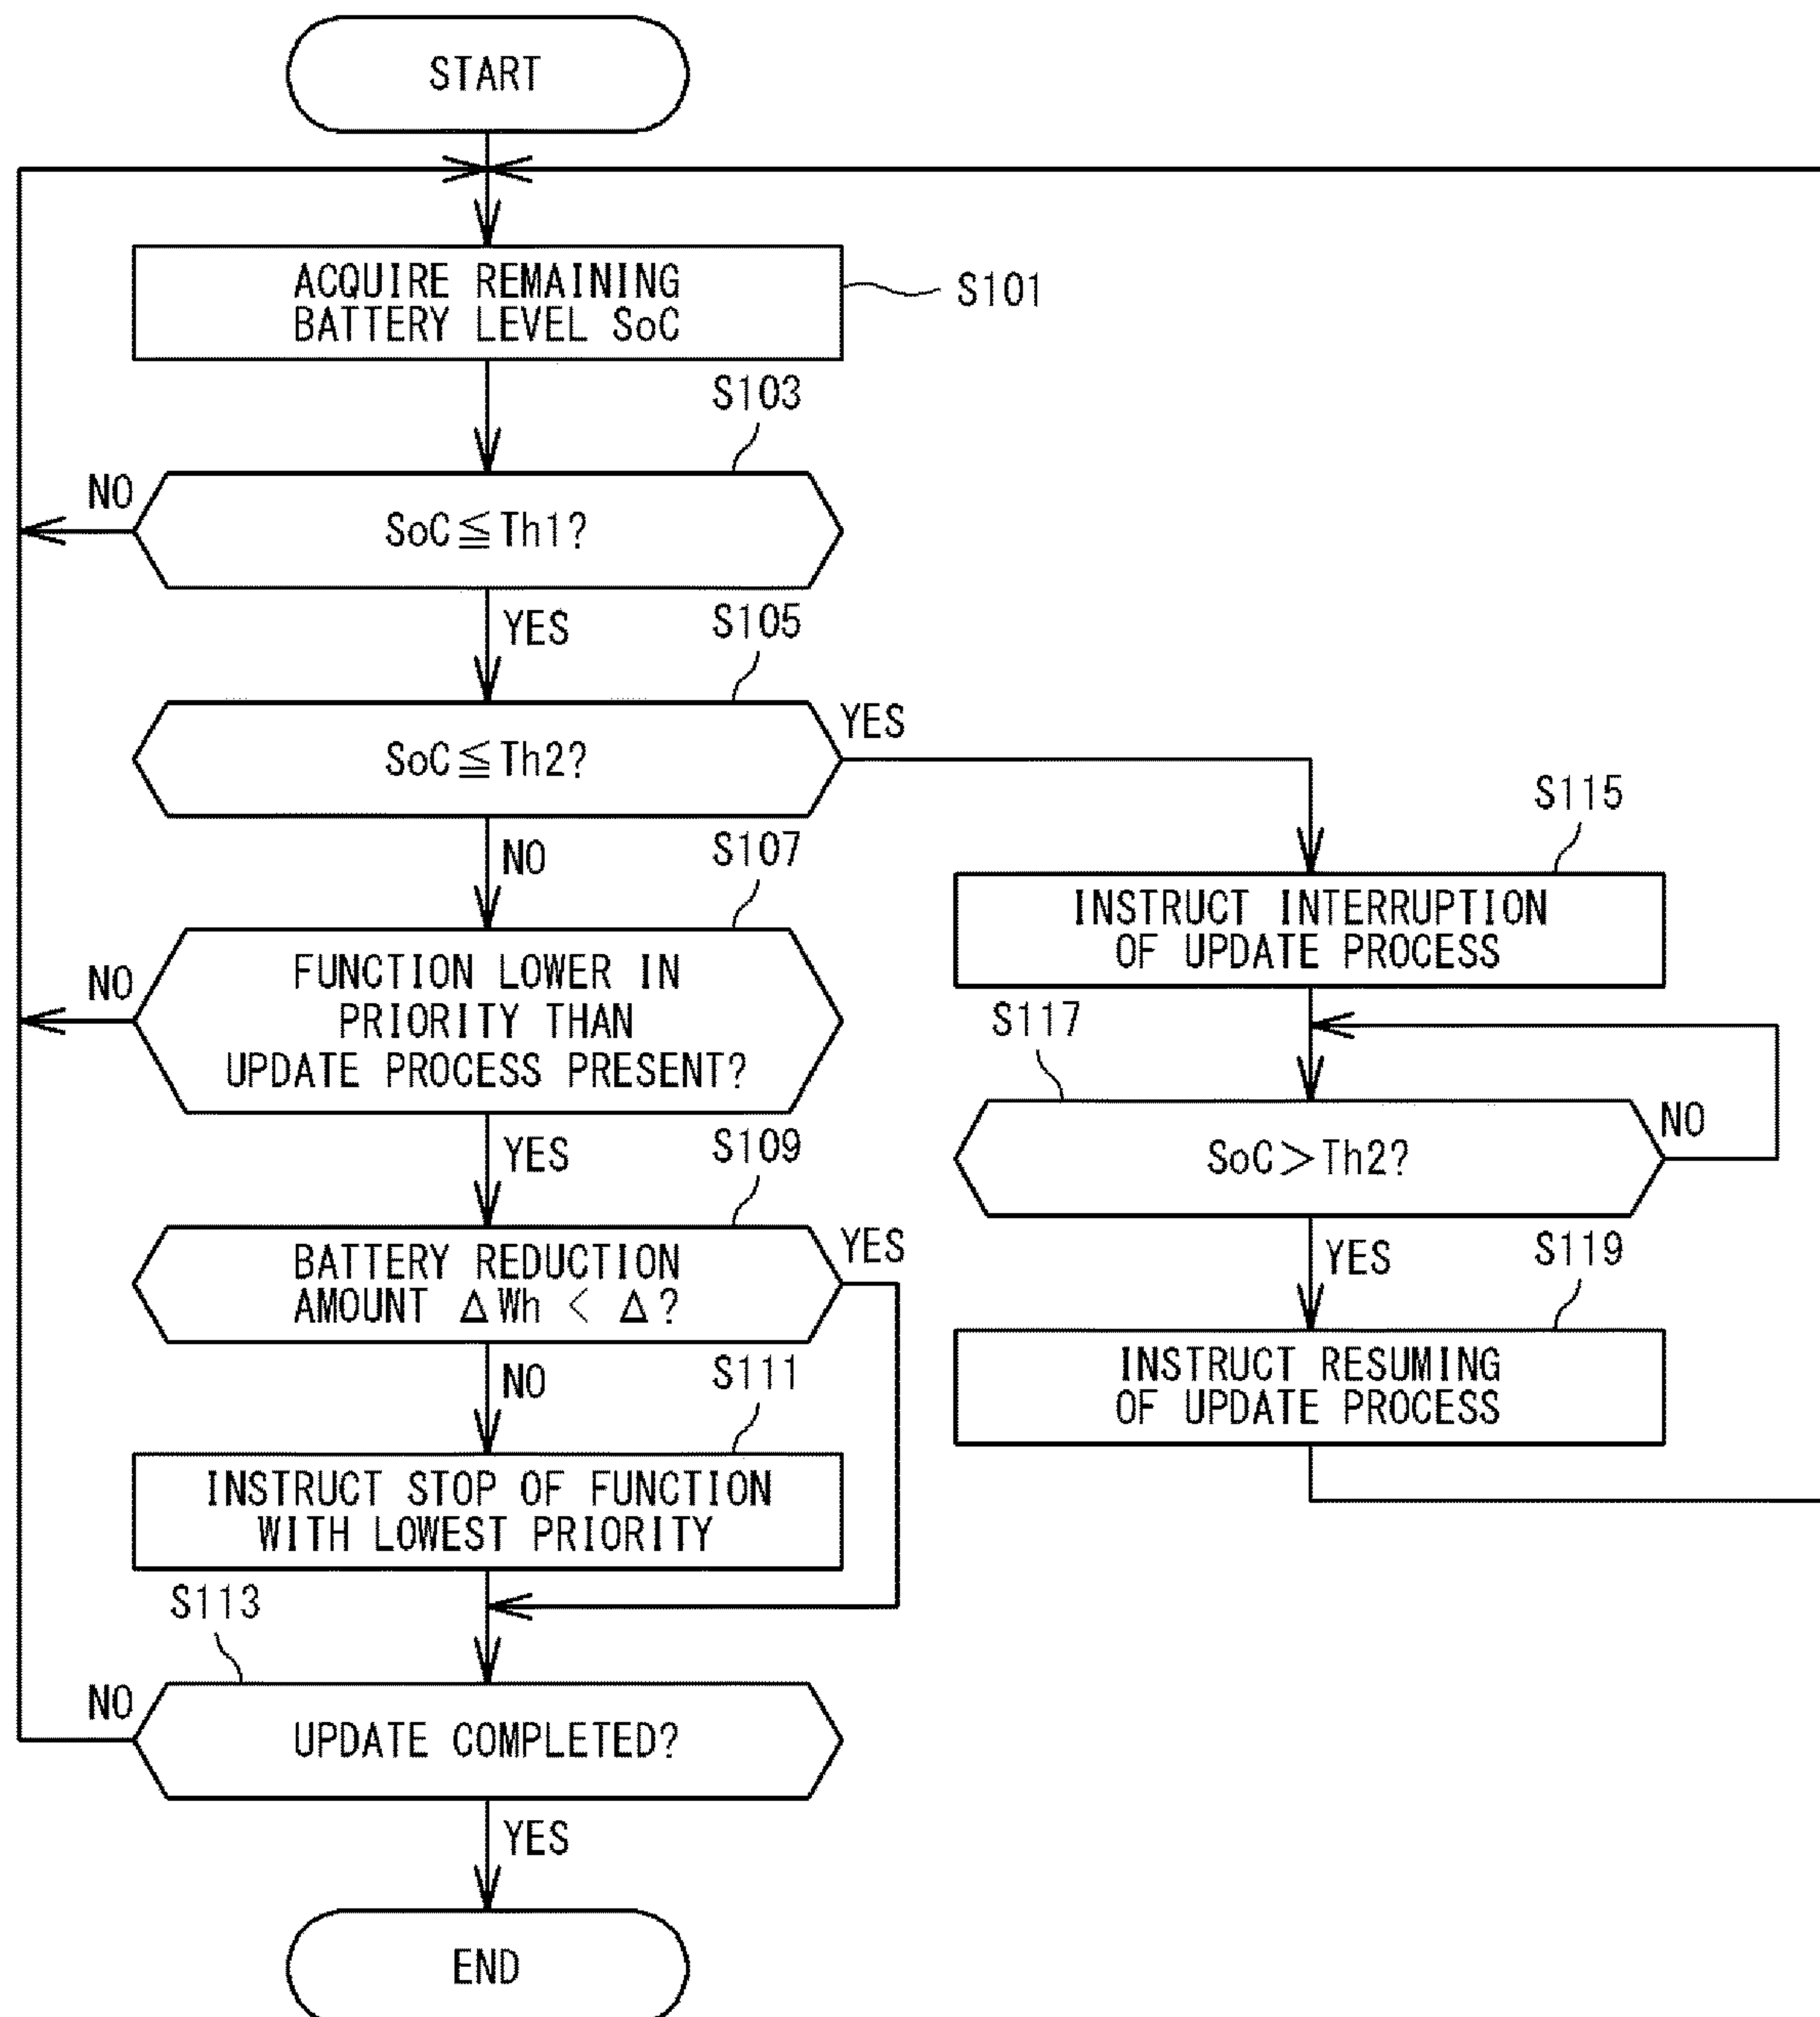 START
ACQUIRE REMAINING
BATTERY LEVEL SoC
S101
S103
NO
SoC≦Th1?
YES
S105
SoC≦Th2?
YES
NO
S107
S115
INSTRUCT INTERRUPTION
OF UPDATE PROCESS
NO
FUNCTION LOWER IN
PRIORITY THAN
UPDATE PROCESS PRESENT?
S117
SoC>Th2?
NO
YES
S109
BATTERY REDUCTION
AMOUNT ΔWh < Δ?
YES
YES
S119
INSTRUCT RESUMING
OF UPDATE PROCESS
NO
S111
INSTRUCT STOP OF FUNCTION
WITH LOWEST PRIORITY
S113
NO
UPDATE COMPLETED?
YES
END